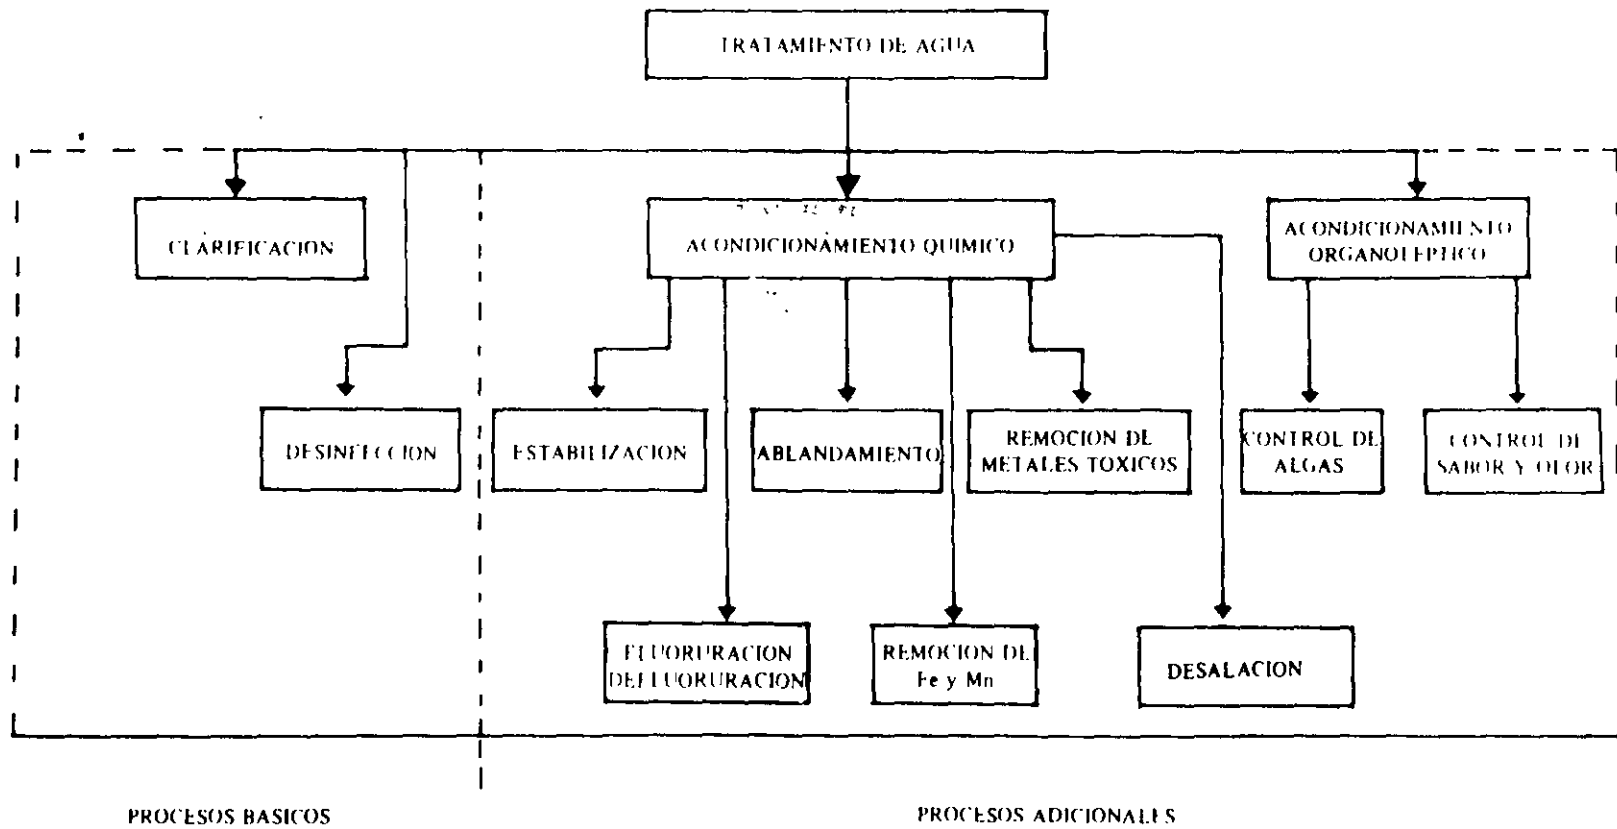 TRATAMIENTO DE AGUA
CLARIFICACION
ACONDICIONAMIENTO QUIMICO
ACONDICIONAMIENTO
ORGANOLEPTICO
DESINFECCION
ESTABILIZACION
ABLANDAMIENTO
REMOCION DE
METALES TOXICOS
CONTROL DE
ALGAS
CONTROL DE
SABOR Y OLOR
FLUORURACION
DEFLUORURACION
REMOCION DE
Fe y Mn
DESALACION
PROCESOS BASICOS
PROCESOS ADICIONALES